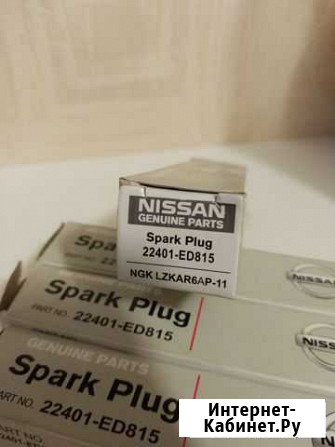 NISSAN
GENUINE PARTS
Spark Plug
22401-ED815
NGK LZKAR6AP-11
Spark Plug
PART NO. 22401-ED815
NISSAN
GENUINE PARTS
Spark Plug
PART NO. 22401-ED815
Интернет-
Кабинет.Ру